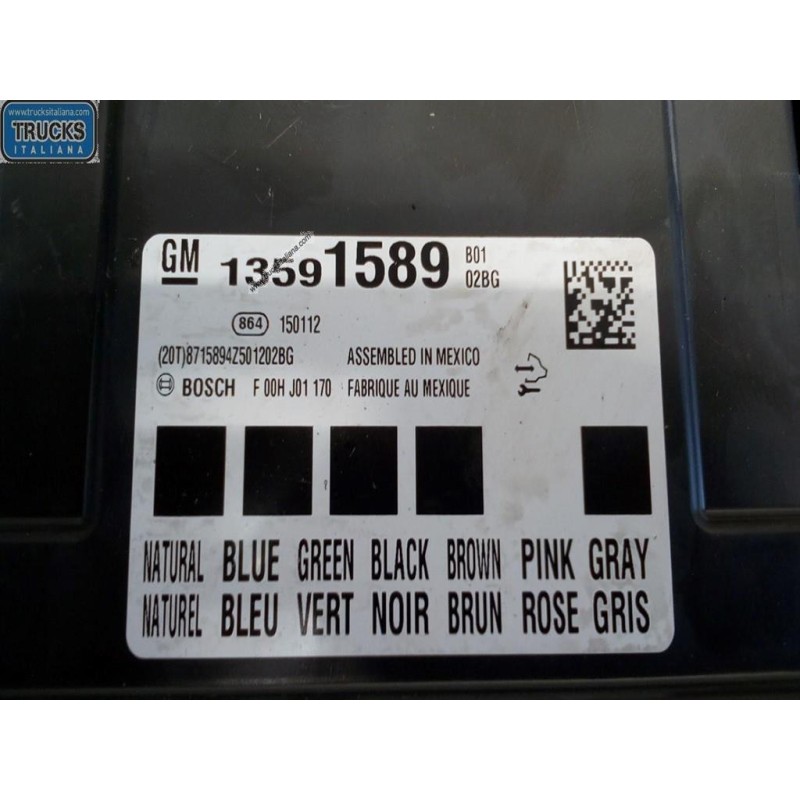 www.trucksitaliana.com
TRUCKS
ITALIANA
GM 13591589 B01
02BG
864 150112
(20T)8715894Z501202BG ASSEMBLED IN MEXICO
BOSCH F 00H J01 170 FABRIQUE AU MEXIQUE
NATURAL BLUE GREEN BLACK BROWN PINK GRAY
NATUREL BLEU VERT NOIR BRUN ROSE GRIS